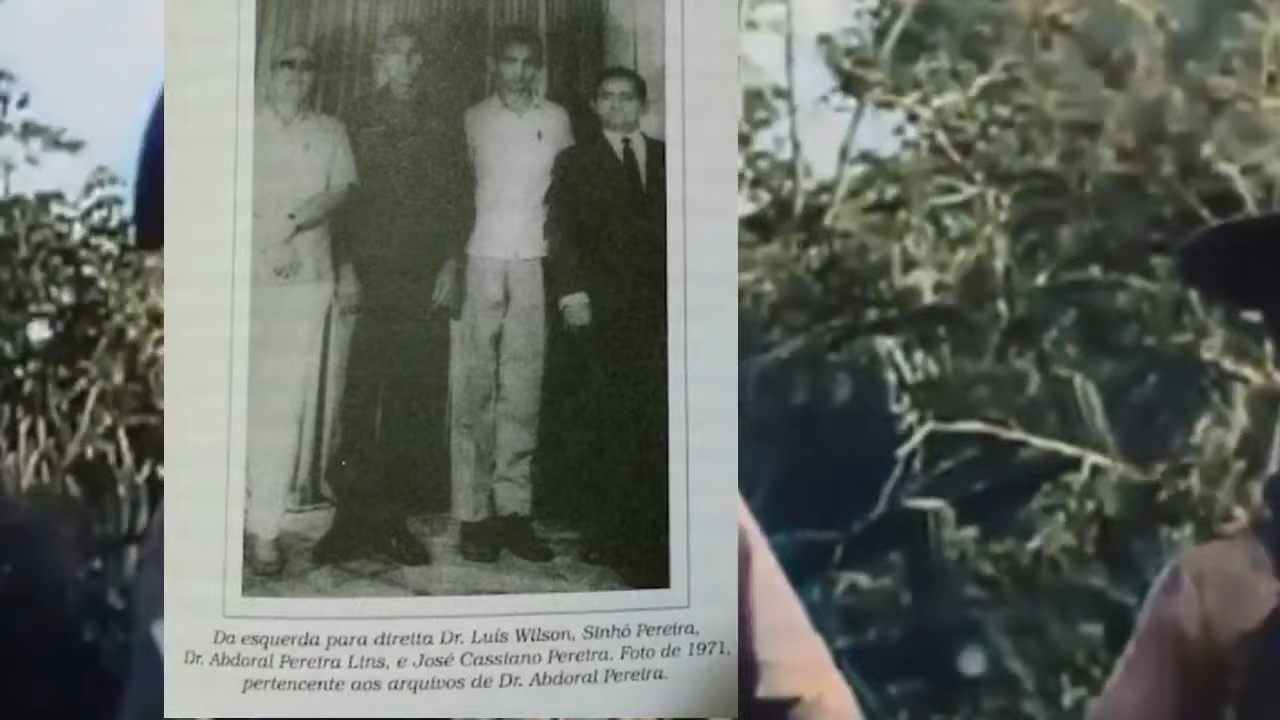 Da esquerda para direita Dr. Luís Wilson, Sinhô Pereira,
Dr. Abdoral Pereira Lins, e José Cassiano Pereira. Foto de 1971,
pertencente aos arquivos de Dr. Abdoral Pereira.